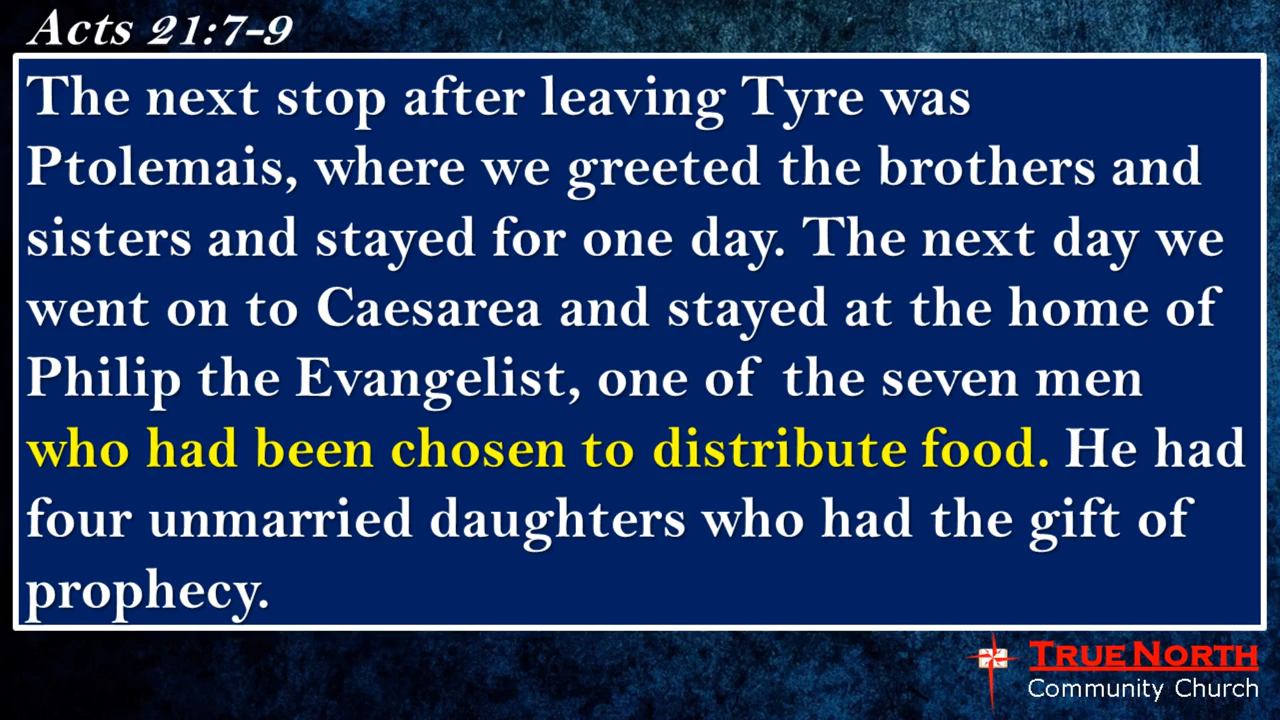 Acts 21:7-9
The next stop after leaving Tyre was
Ptolemais, where we greeted the brothers and
sisters and stayed for one day. The next day we
went on to Caesarea and stayed at the home of
Philip the Evangelist, one of the seven men
who had been chosen to distribute food. He had
four unmarried daughters who had the gift of
prophecy.
TRUE NORTH
Community Church